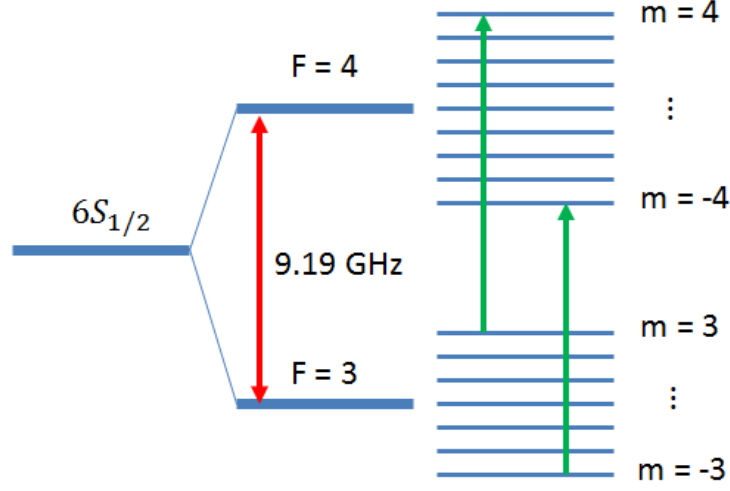 m = 4
F = 4
⋮
6S₁/₂
m = -4
9.19 GHz
m = 3
F = 3
⋮
m = -3